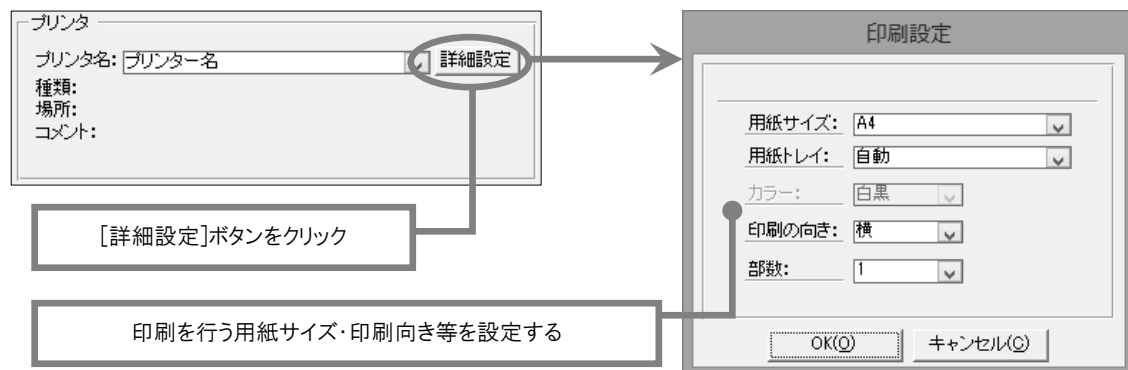 プリンタ
プリンタ名: プリンター名 詳細設定
種類:
場所:
コメント:
[詳細設定]ボタンをクリック
印刷を行う用紙サイズ・印刷向き等を設定する
印刷設定
用紙サイズ: A4
用紙トレイ: 自動
カラー: 白黒
印刷の向き: 横
部数: 1
OK(O) キャンセル(C)